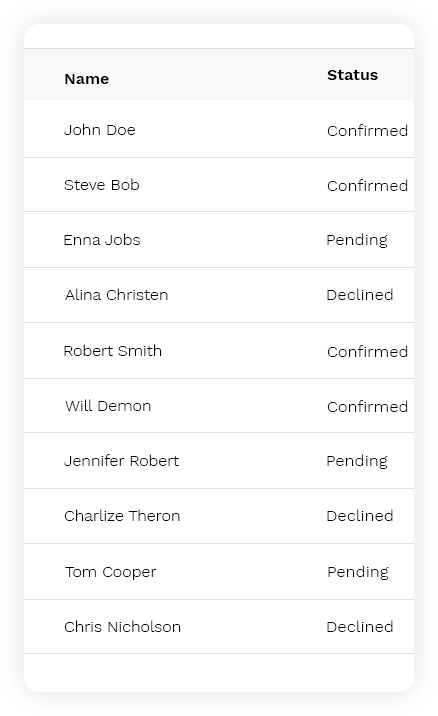 Name Status
John Doe Confirmed
Steve Bob Confirmed
Enna Jobs Pending
Alina Christen Declined
Robert Smith Confirmed
Will Demon Confirmed
Jennifer Robert Pending
Charlize Theron Declined
Tom Cooper Pending
Chris Nicholson Declined